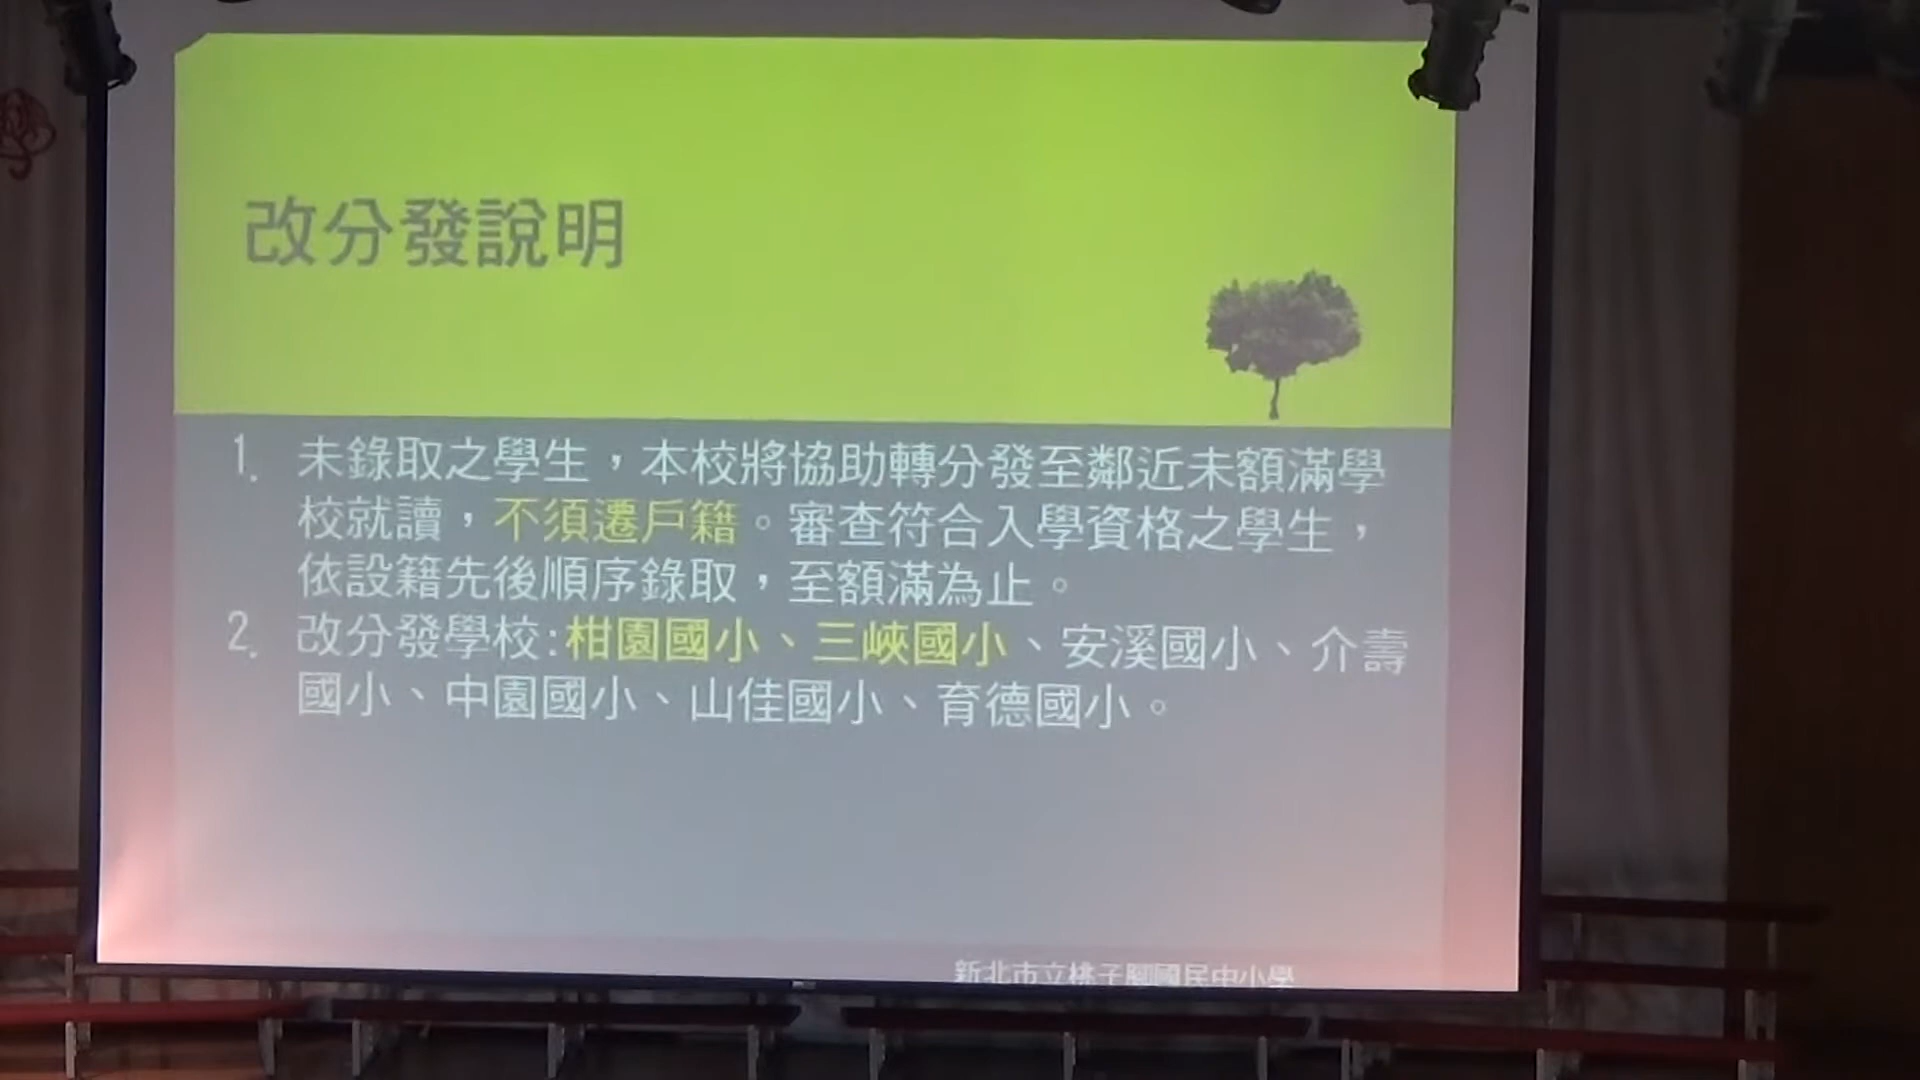 改分發說明
1. 未錄取之學生，本校將協助轉分發至鄰近未額滿學
校就讀，不須遷戶籍。審查符合入學資格之學生，
依設籍先後順序錄取，至額滿為止。
2. 改分發學校:柑園國小、三峽國小、安溪國小、介壽
國小、中園國小、山佳國小、育德國小。
新北市立桃子腳國民中小學